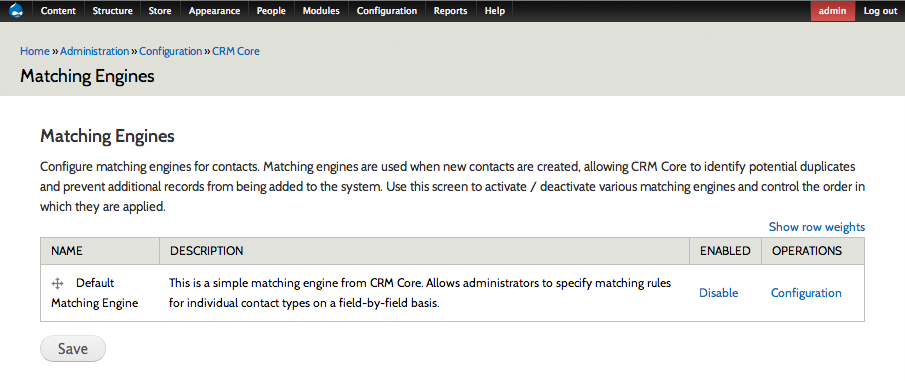 Content Structure Store Appearance People Modules Configuration Reports Help admin Log out
Home » Administration » Configuration » CRM Core
Matching Engines
Matching Engines
Configure matching engines for contacts. Matching engines are used when new contacts are created, allowing CRM Core to identify potential duplicates
and prevent additional records from being added to the system. Use this screen to activate / deactivate various matching engines and control the order in
which they are applied.
Show row weights
NAME DESCRIPTION ENABLED OPERATIONS
Default
Matching Engine
This is a simple matching engine from CRM Core. Allows administrators to specify matching rules
for individual contact types on a field-by-field basis.
Disable
Configuration
Save